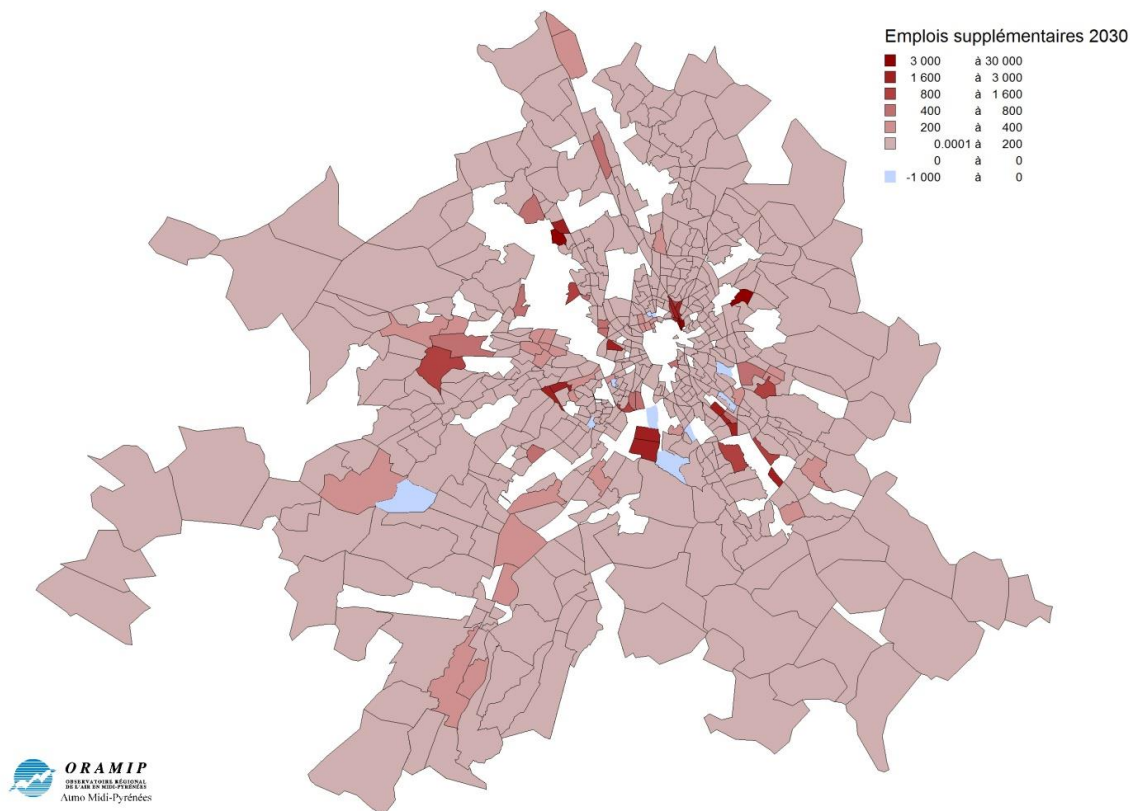 Emplois supplémentaires 2030
3 000 à 30 000
1 600 à 3 000
800 à 1 600
400 à 800
200 à 400
0.0001 à 200
0 à 0
-1 000 à 0
ORAMIP
OBSERVATOIRE RÉGIONAL
DE L'AIR EN MIDI-PYRÉNÉES
Atmo Midi-Pyrénées